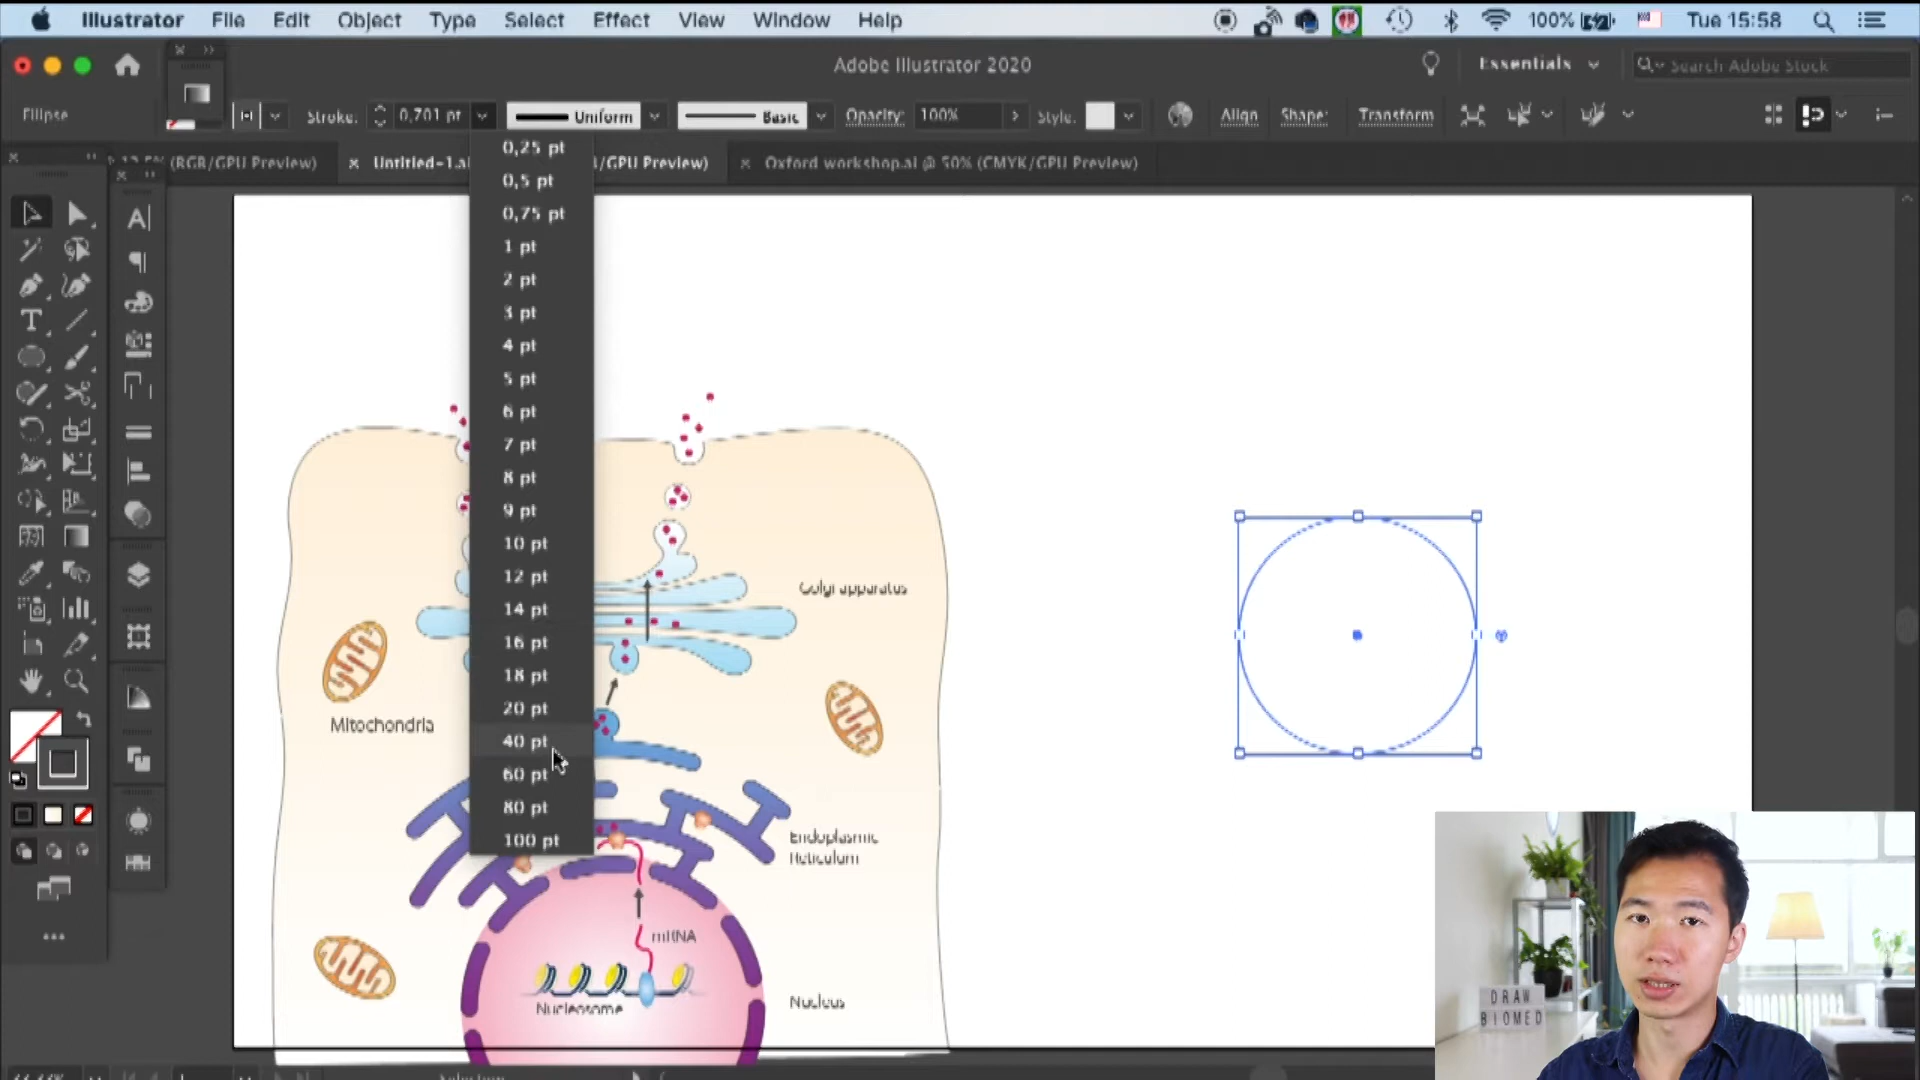 Illustrator File Edit Object Type Select Effect View Window Help 100% Tue 15:58
Adobe Illustrator 2020
Essentials
Search Adobe Stock
Ellipse
Stroke: 0,701 pt
Uniform
Basic
Opacity: 100%
Style:
Align
Shape:
Transform
(RGB/GPU Preview)
Untitled-1.ai
/GPU Preview)
Oxford workshop.ai @ 50% (CMYK/GPU Preview)
0,25 pt
0,5 pt
0,75 pt
1 pt
2 pt
3 pt
4 pt
5 pt
6 pt
7 pt
8 pt
9 pt
10 pt
12 pt
14 pt
16 pt
18 pt
20 pt
40 pt
60 pt
80 pt
100 pt
Golgi apparatus
Mitochondria
Endoplasmic
Reticulum
mRNA
Nucleosome
Nucleus
DRAW
BIOMED